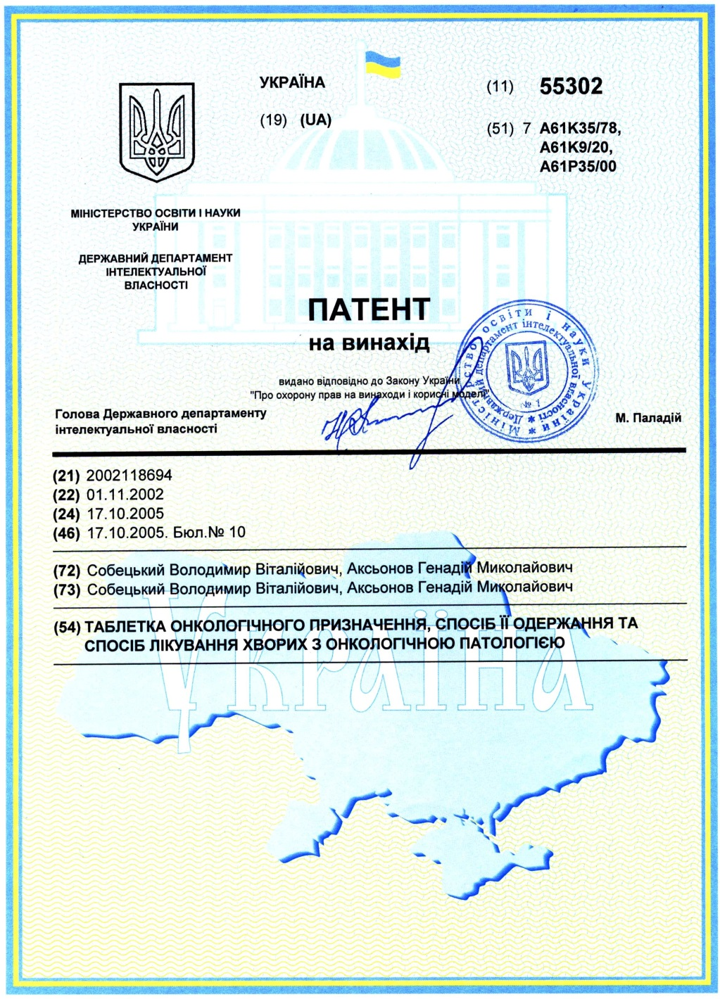 УКРАЇНА
(19) (UA)
(11) 55302
(51) 7 A61K35/78,
A61K9/20,
A61P35/00
МІНІСТЕРСТВО ОСВІТИ І НАУКИ
УКРАЇНИ
ДЕРЖАВНИЙ ДЕПАРТАМЕНТ
ІНТЕЛЕКТУАЛЬНОЇ
ВЛАСНОСТІ
ПАТЕНТ
на винахід
видано відповідно до Закону України
"Про охорону прав на винаходи і корисні моделі"
Міністерство освіти і науки України
Державний департамент інтелектуальної власності
№ 1
Голова Державного департаменту
інтелектуальної власності
М. Паладій
(21) 2002118694
(22) 01.11.2002
(24) 17.10.2005
(46) 17.10.2005. Бюл.№ 10
(72) Собецький Володимир Віталійович, Аксьонов Генадій Миколайович
(73) Собецький Володимир Віталійович, Аксьонов Генадій Миколайович
(54) ТАБЛЕТКА ОНКОЛОГІЧНОГО ПРИЗНАЧЕННЯ, СПОСІБ ЇЇ ОДЕРЖАННЯ ТА
СПОСІБ ЛІКУВАННЯ ХВОРИХ З ОНКОЛОГІЧНОЮ ПАТОЛОГІЄЮ
Україна